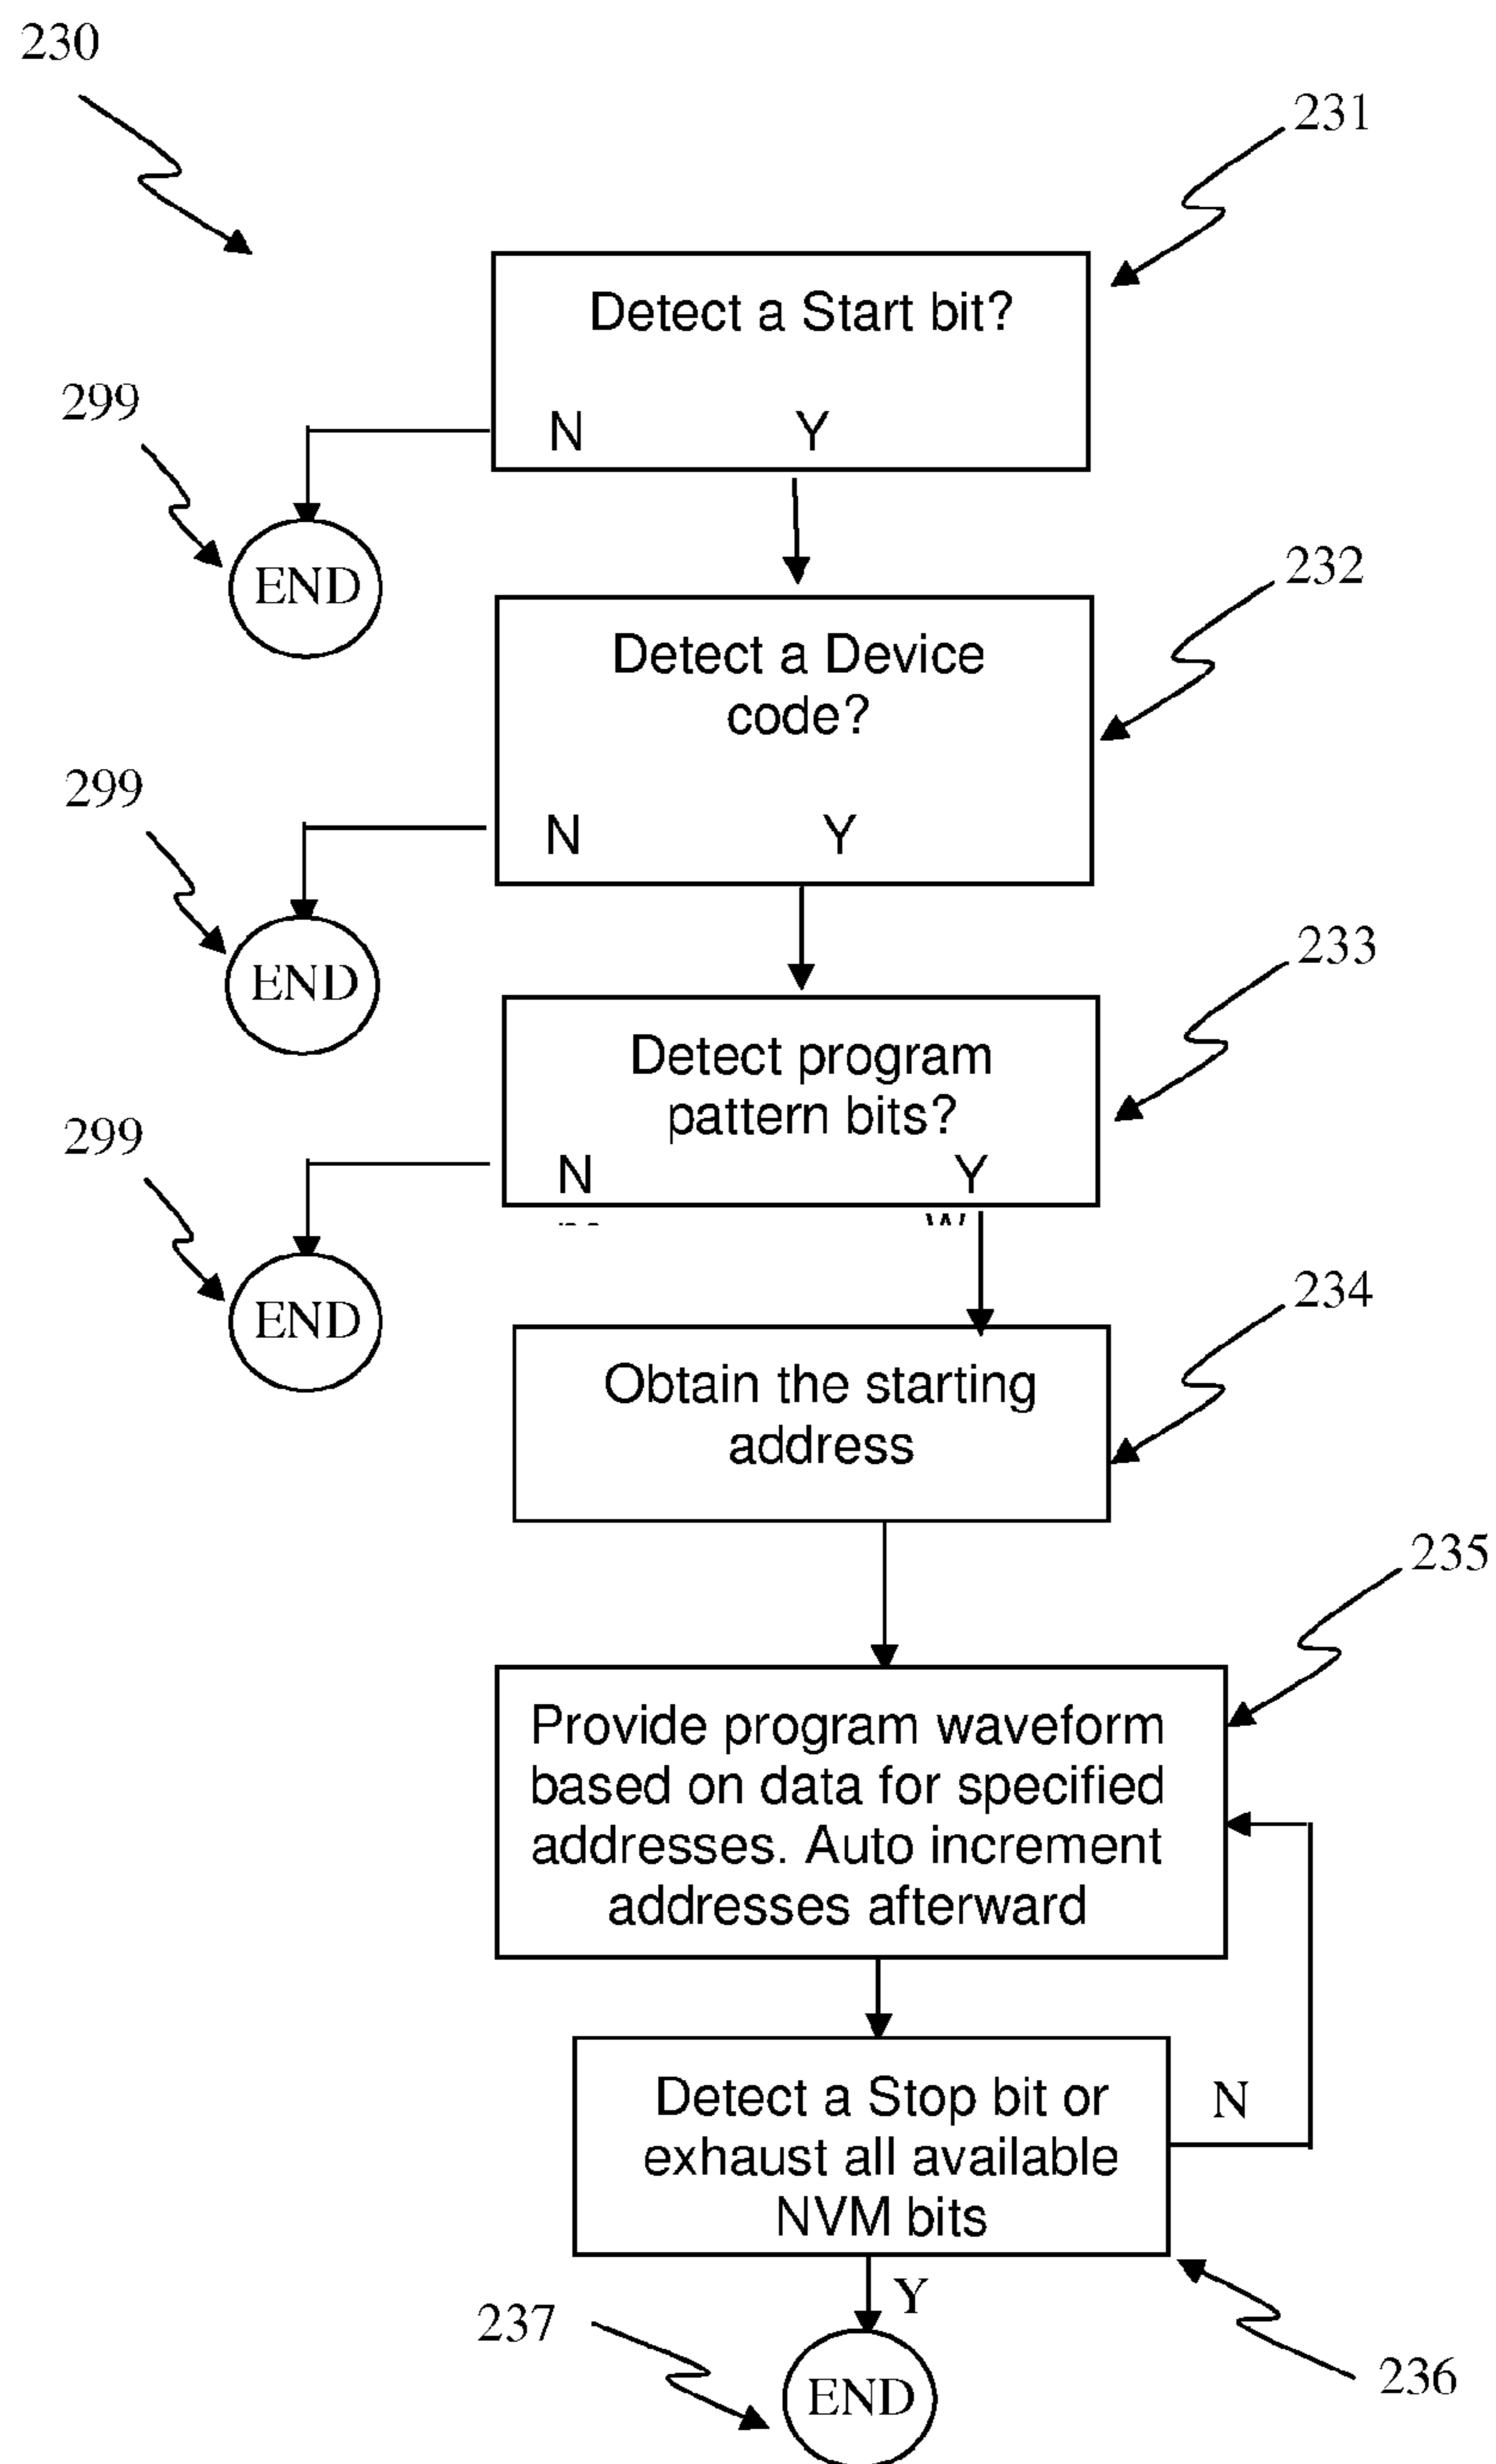 230
231
Detect a Start bit?
N Y
299
END
232
Detect a Device
code?
N Y
299
END
233
Detect program
pattern bits?
N Y
299
END
234
Obtain the starting
address
235
Provide program waveform
based on data for specified
addresses. Auto increment
addresses afterward
Detect a Stop bit or
exhaust all available
NVM bits
N
Y
237
END
236